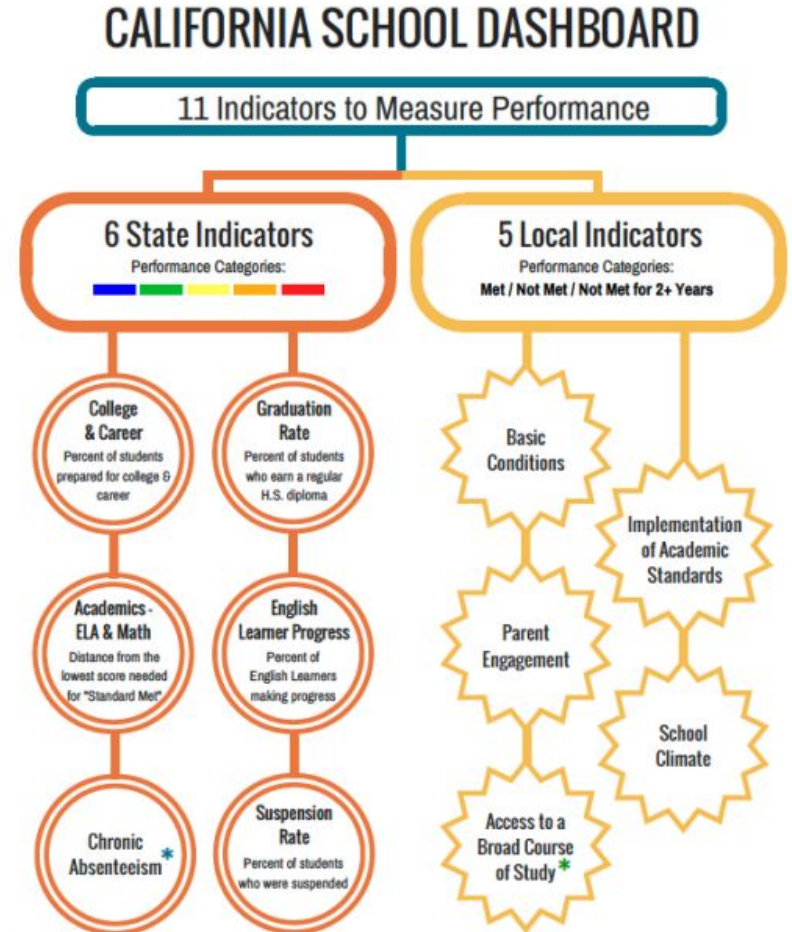 CALIFORNIA SCHOOL DASHBOARD
11 Indicators to Measure Performance
6 State Indicators
Performance Categories:
5 Local Indicators
Performance Categories:
Met / Not Met / Not Met for 2+ Years
College
& Career
Percent of students
prepared for college &
career
Graduation
Rate
Percent of students
who earn a regular
H.S. diploma
Academics -
ELA & Math
Distance from the
lowest score needed
for "Standard Met"
English
Learner Progress
Percent of
English Learners
making progress
Chronic
Absenteeism *
Suspension
Rate
Percent of students
who were suspended
Basic
Conditions
Implementation
of Academic
Standards
Parent
Engagement
School
Climate
Access to a
Broad Course
of Study *